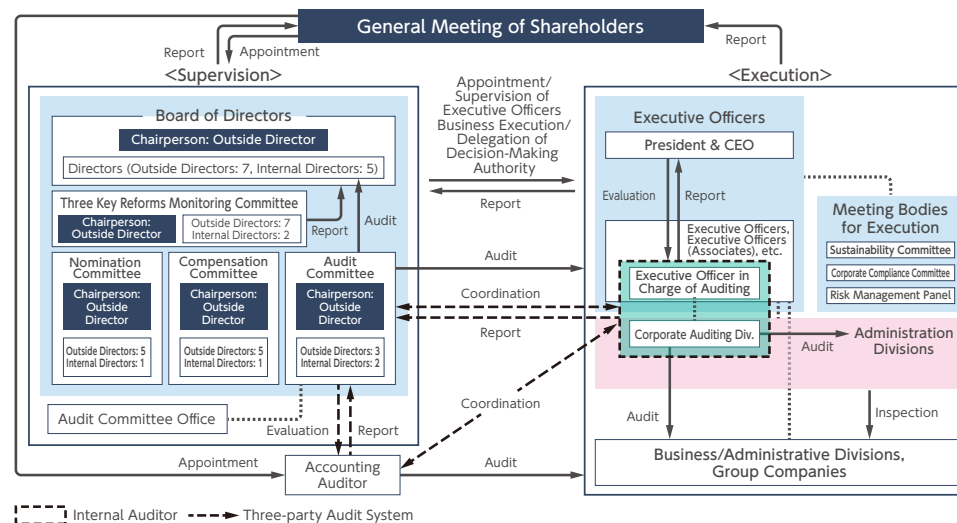 General Meeting of Shareholders
Report
Appointment
Report
<Supervision>
<Execution>
Board of Directors
Chairperson: Outside Director
Directors (Outside Directors: 7, Internal Directors: 5)
Three Key Reforms Monitoring Committee
Chairperson:
Outside Director
Outside Directors: 7
Internal Directors: 2
Report
Audit
Nomination
Committee
Chairperson:
Outside
Director
Outside Directors: 5
Internal Directors: 1
Compensation
Committee
Chairperson:
Outside
Director
Outside Directors: 5
Internal Directors: 1
Audit
Committee
Chairperson:
Outside
Director
Outside Directors: 3
Internal Directors: 2
Audit Committee Office
Evaluation
Report
Appointment
Accounting
Auditor
Audit
Appointment/
Supervision of
Executive Officers
Business Execution/
Delegation of
Decision-Making
Authority
Report
Audit
Coordination
Report
Coordination
Executive Officers
President & CEO
Evaluation
Report
Executive Officers,
Executive Officers
(Associates), etc.
Executive Officer in
Charge of Auditing
Corporate Auditing Div.
Audit
Administration
Divisions
Meeting Bodies
for Execution
Sustainability Committee
Corporate Compliance Committee
Risk Management Panel
Audit
Inspection
Business/Administrative Divisions,
Group Companies
Internal Auditor
Three-party Audit System